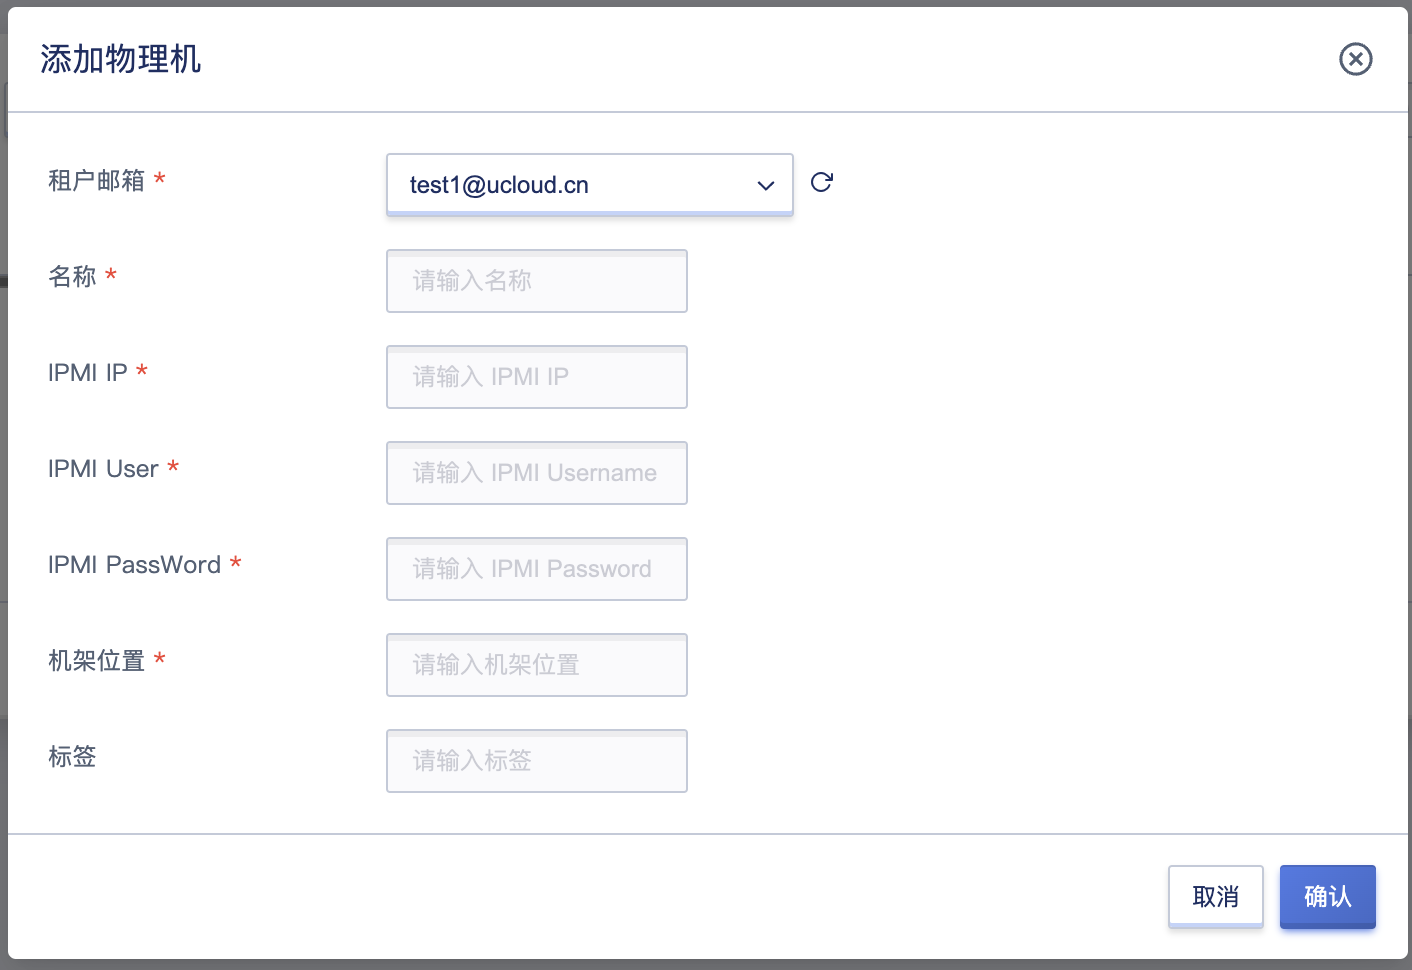 添加物理机
租户邮箱 *
test1@ucloud.cn
名称 *
请输入名称
IPMI IP *
请输入 IPMI IP
IPMI User *
请输入 IPMI Username
IPMI PassWord *
请输入 IPMI Password
机架位置 *
请输入机架位置
标签
请输入标签
取消
确认